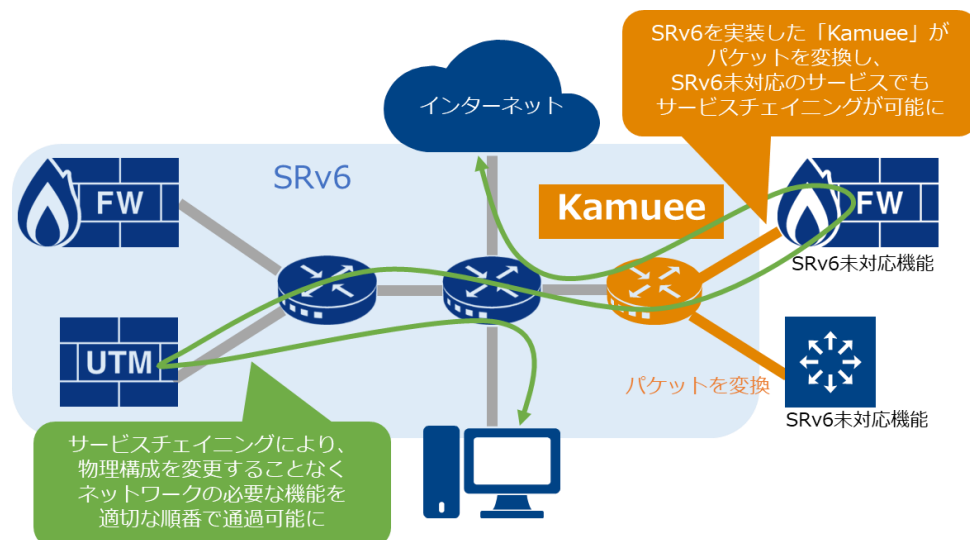 SRv6を実装した「Kamuee」が
パケットを変換し、
SRv6未対応のサービスでも
サービスチェイニングが可能に
インターネット
SRv6
FW
Kamuee
FW
SRv6未対応機能
UTM
パケットを変換
SRv6未対応機能
サービスチェイニングにより、
物理構成を変更することなく
ネットワークの必要な機能を
適切な順番で通過可能に